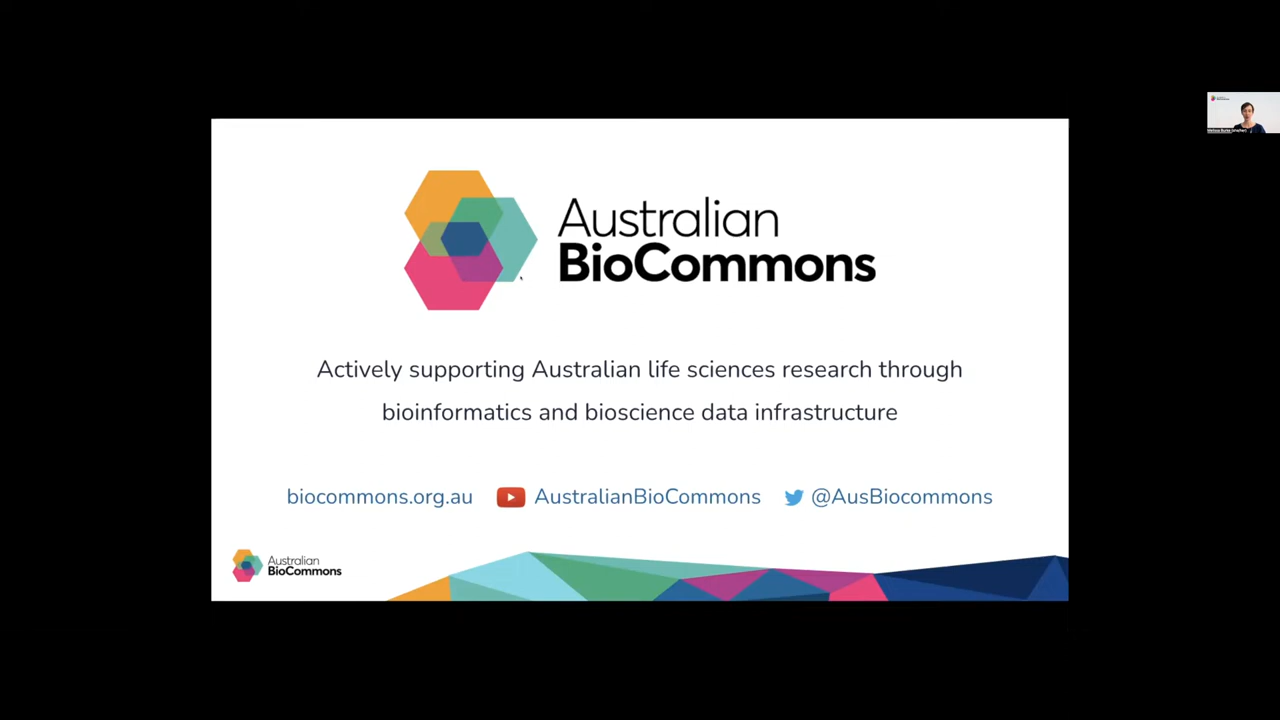 Australian
BioCommons
Actively supporting Australian life sciences research through
bioinformatics and bioscience data infrastructure
biocommons.org.au AustralianBioCommons @AusBiocommons
Australian
BioCommons